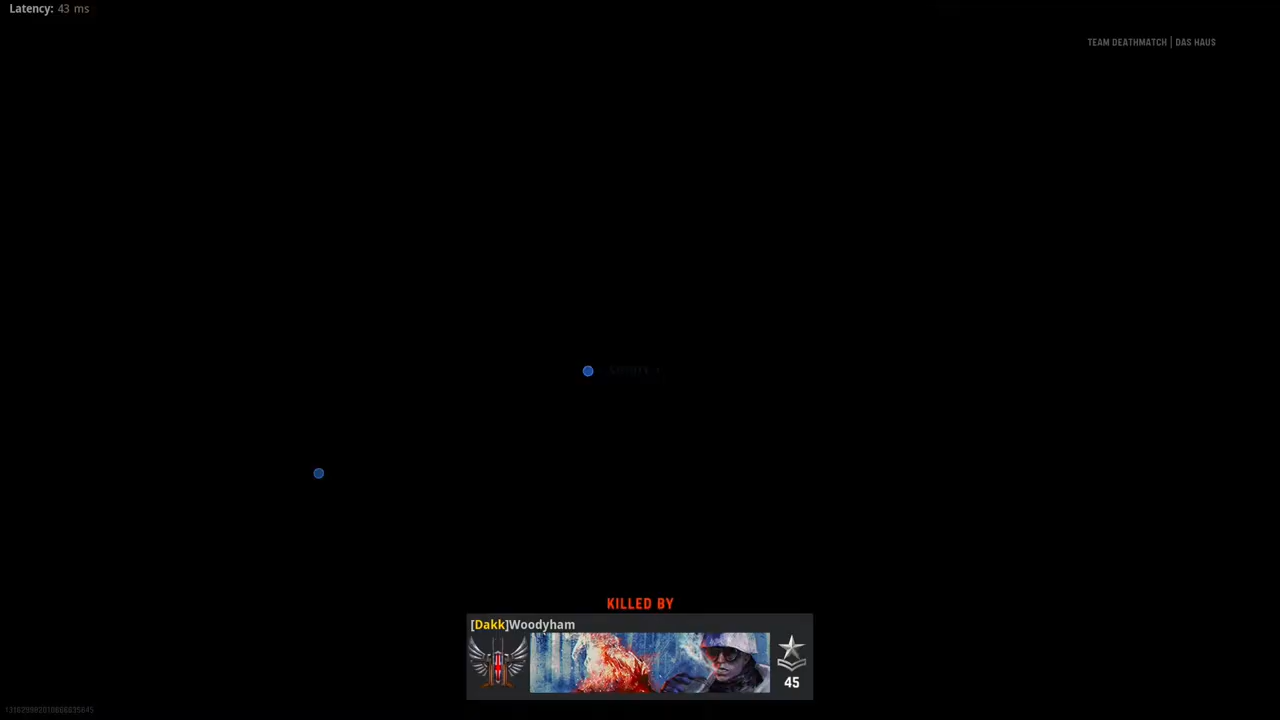 Latency: 43 ms
TEAM DEATHMATCH | DAS HAUS
KILLED BY
[Dakk]Woodyham
45